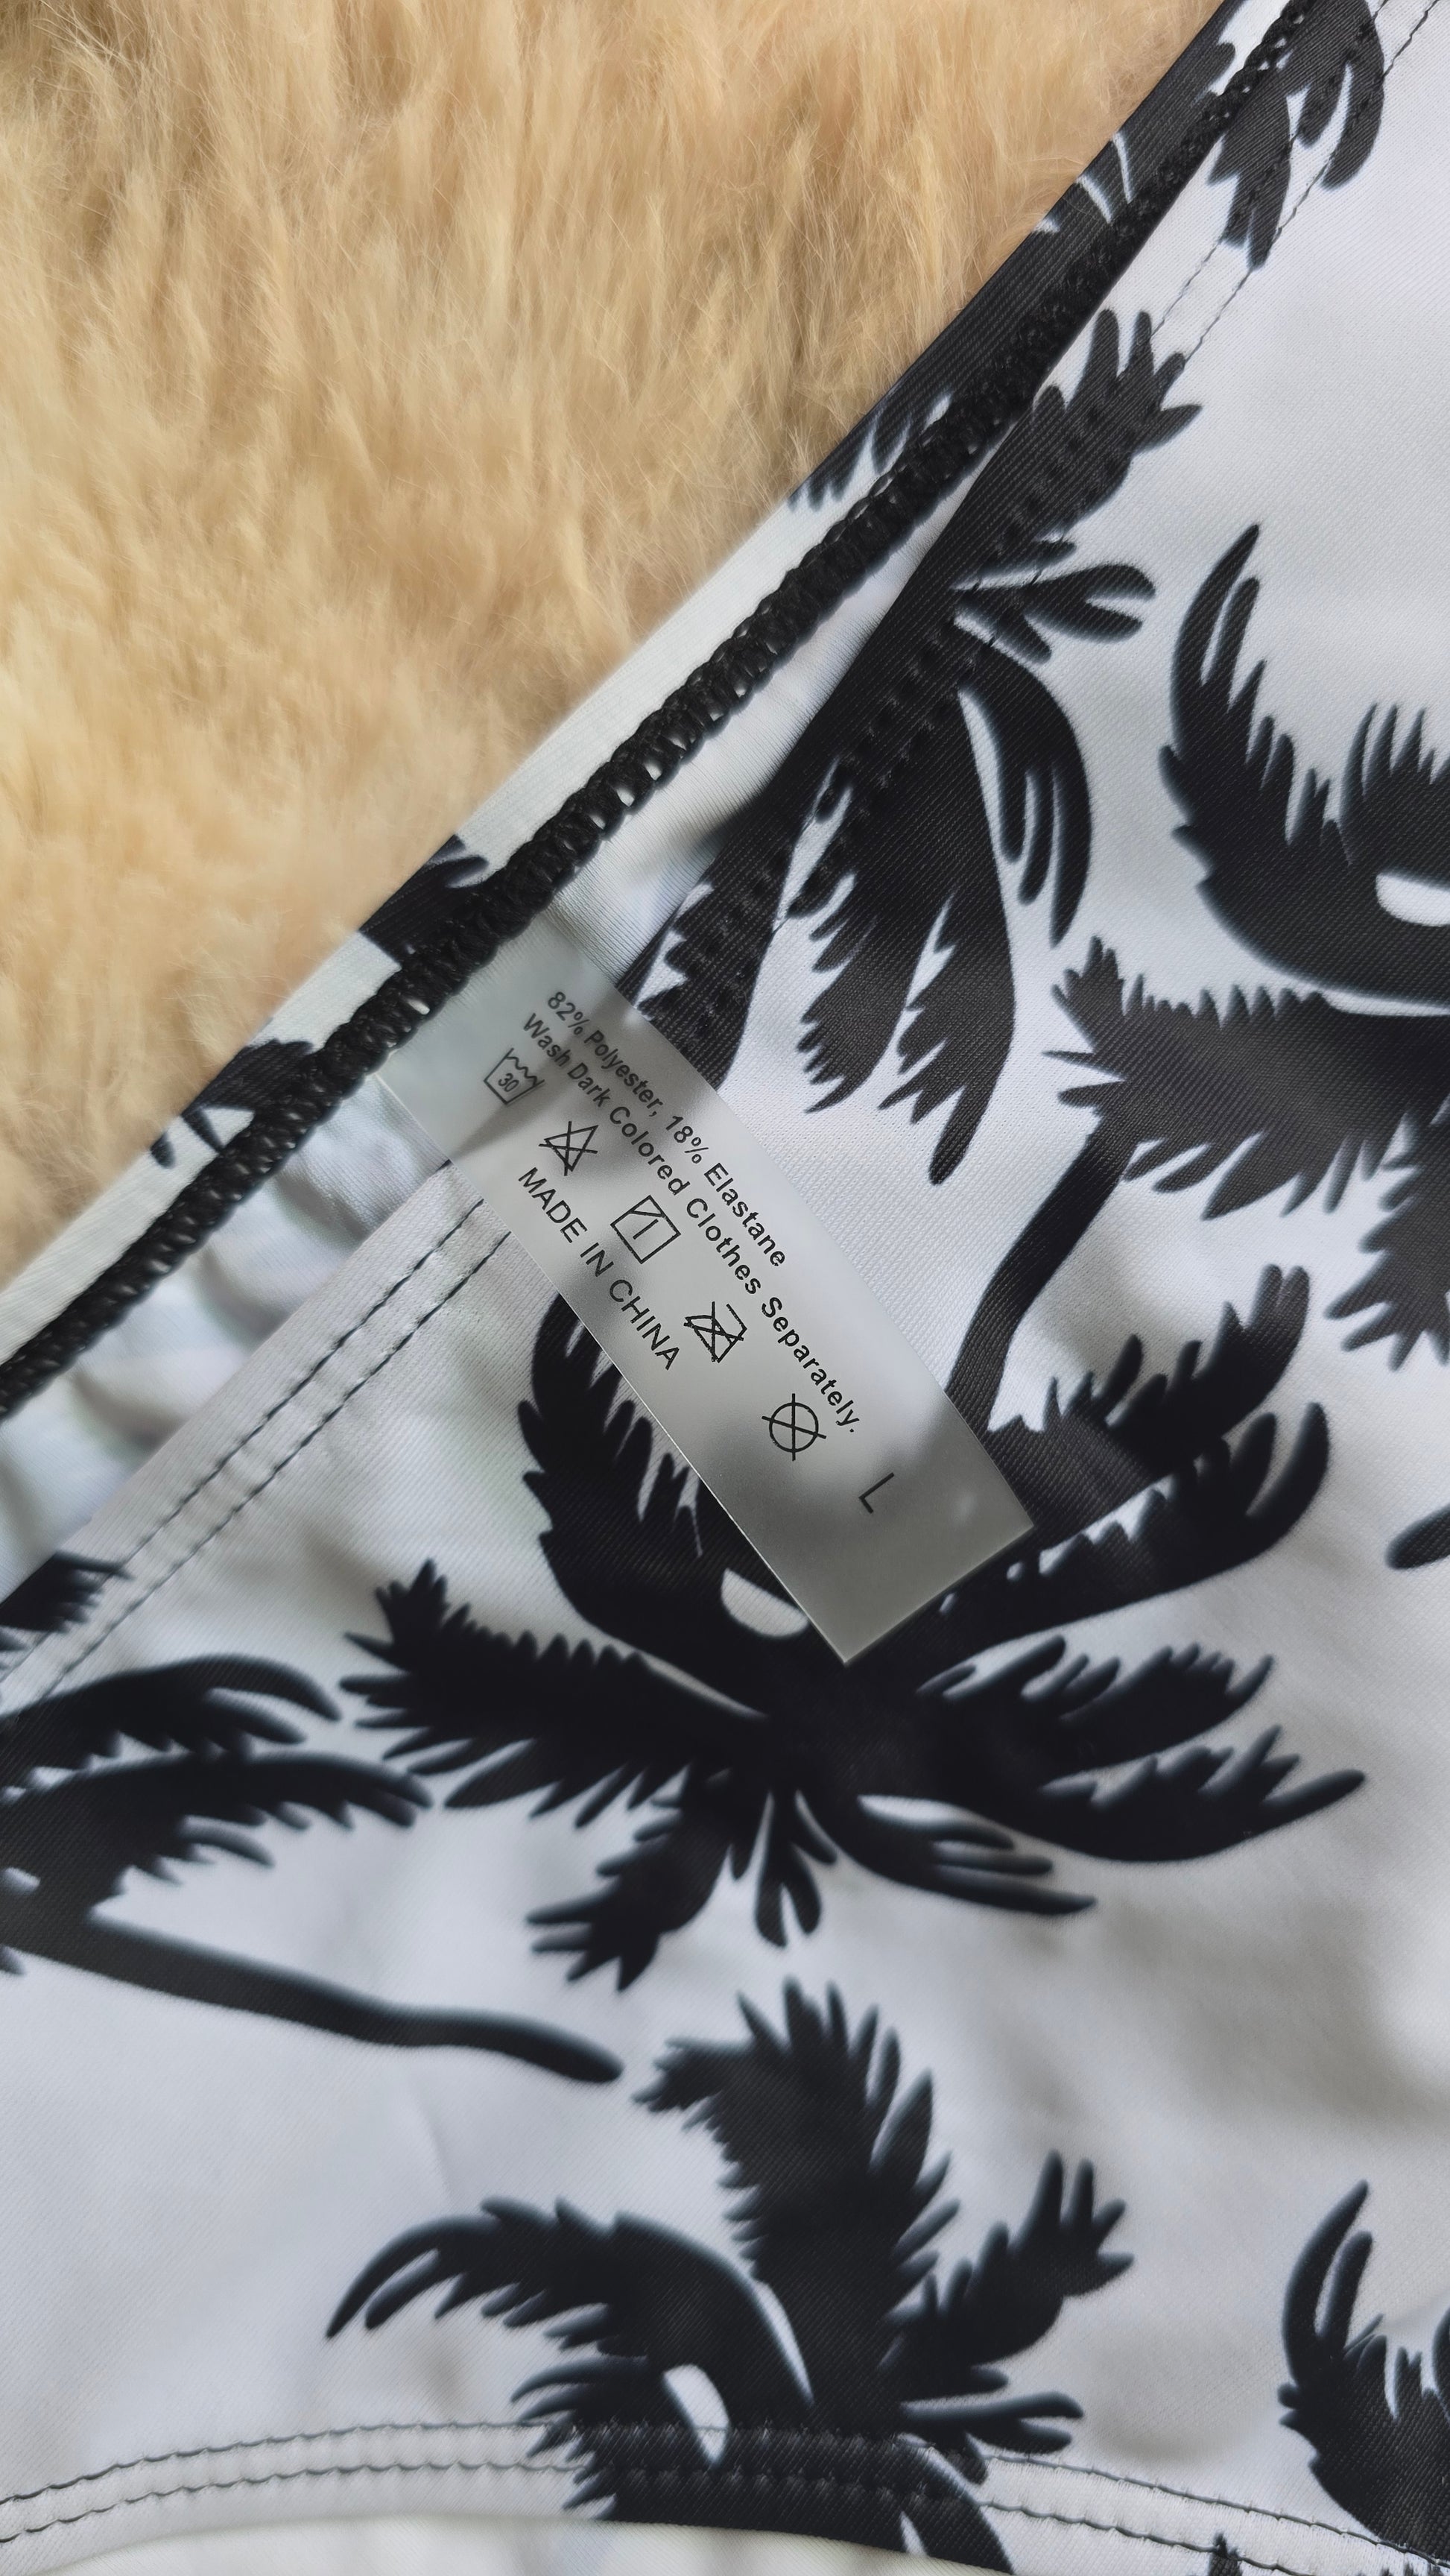 82% Polyester, 18% Elastane
Wash Dark Colored Clothes Separately.
30
MADE IN CHINA
L